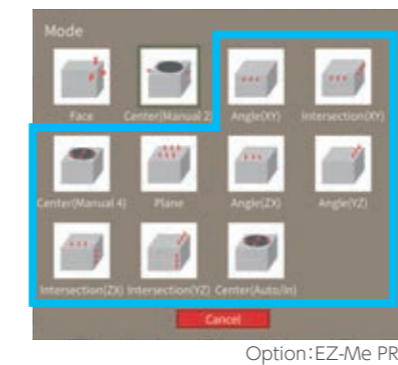 Mode
Face Center(Manual 2) Angle(XY) Intersection(XY)
Center(Manual 4) Plane Angle(ZX) Angle(YZ)
Intersection(ZX) Intersection(YZ) Center(Auto/In)
Cancel
Option:EZ-Me PR